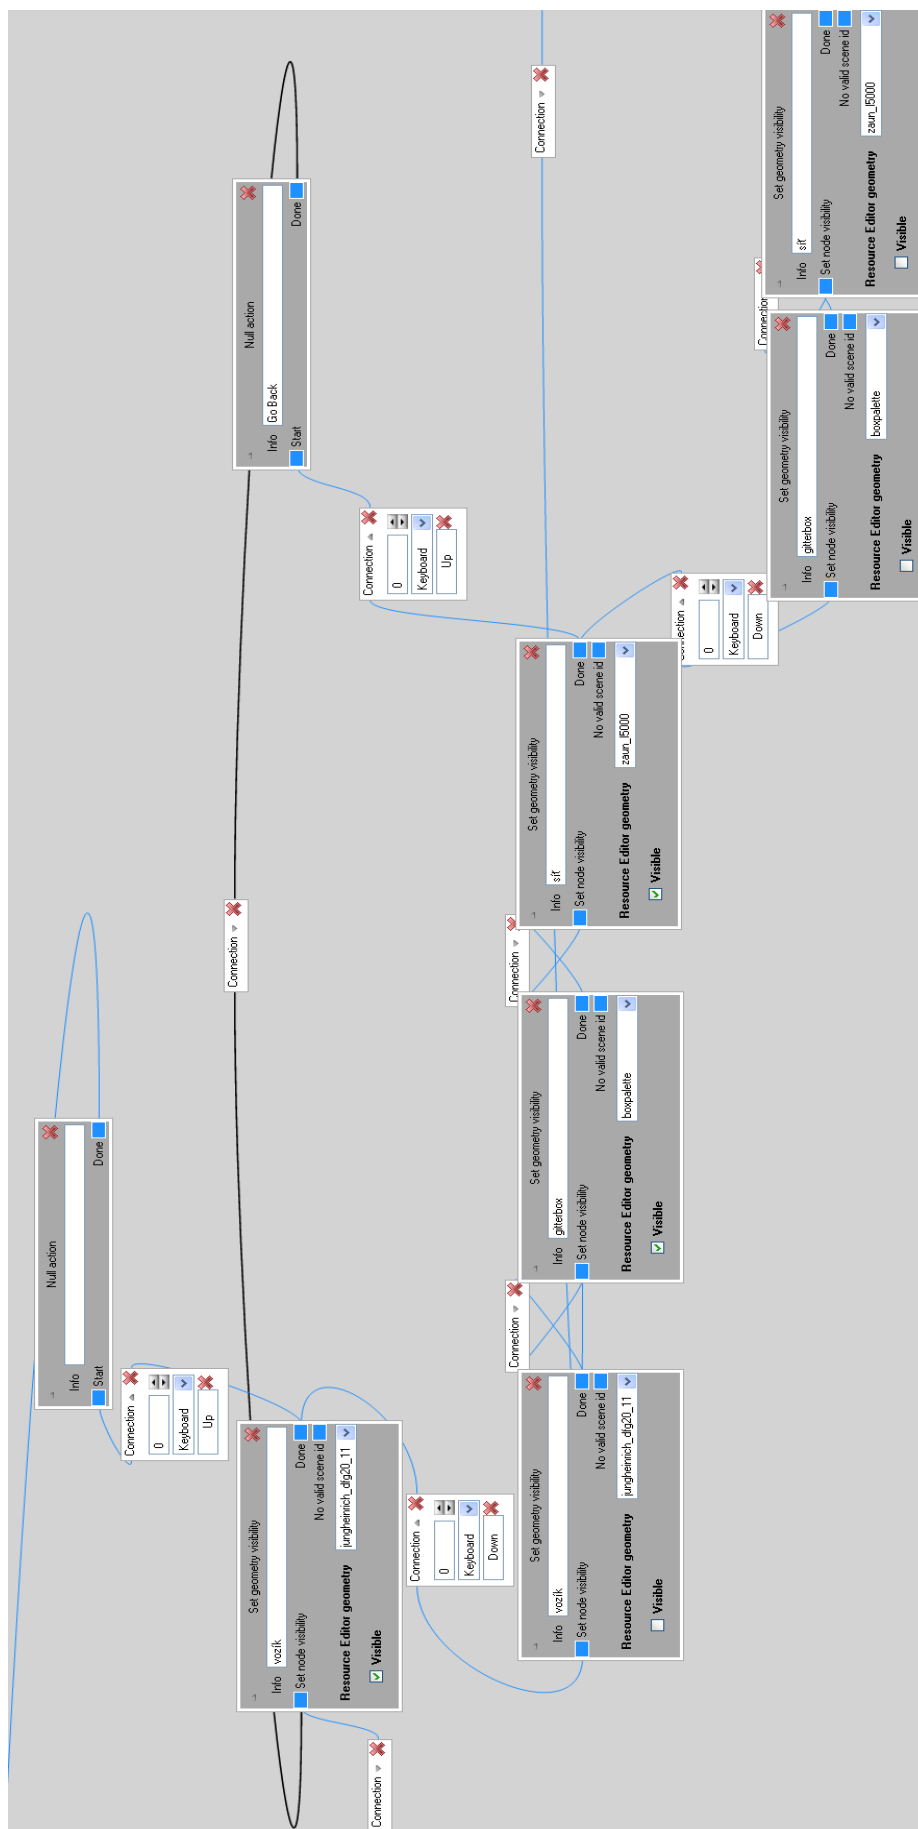 Null action
Info
Start
Done
Connection
0
Keyboard
Up
Set geometry visibility
Info
vozík
Set node visibility
Done
No valid scene id
Resource Editor geometry
jungheinrich_dfg20_11
Visible
Connection
Connection
Null action
Info
Go Back
Start
Done
Connection
0
Keyboard
Up
Connection
0
Keyboard
Down
Set geometry visibility
Info
vozík
Set node visibility
Done
No valid scene id
Resource Editor geometry
jungheinrich_dfg20_11
Visible
Connection
Set geometry visibility
Info
gitterbox
Set node visibility
Done
No valid scene id
Resource Editor geometry
boxpalette
Visible
Connection
Set geometry visibility
Info
síť
Set node visibility
Done
No valid scene id
Resource Editor geometry
zaun_l5000
Visible
Connection
Connection
0
Keyboard
Down
Set geometry visibility
Info
gitterbox
Set node visibility
Done
No valid scene id
Resource Editor geometry
boxpalette
Visible
Connection
Set geometry visibility
Info
síť
Set node visibility
Done
No valid scene id
Resource Editor geometry
zaun_l5000
Visible